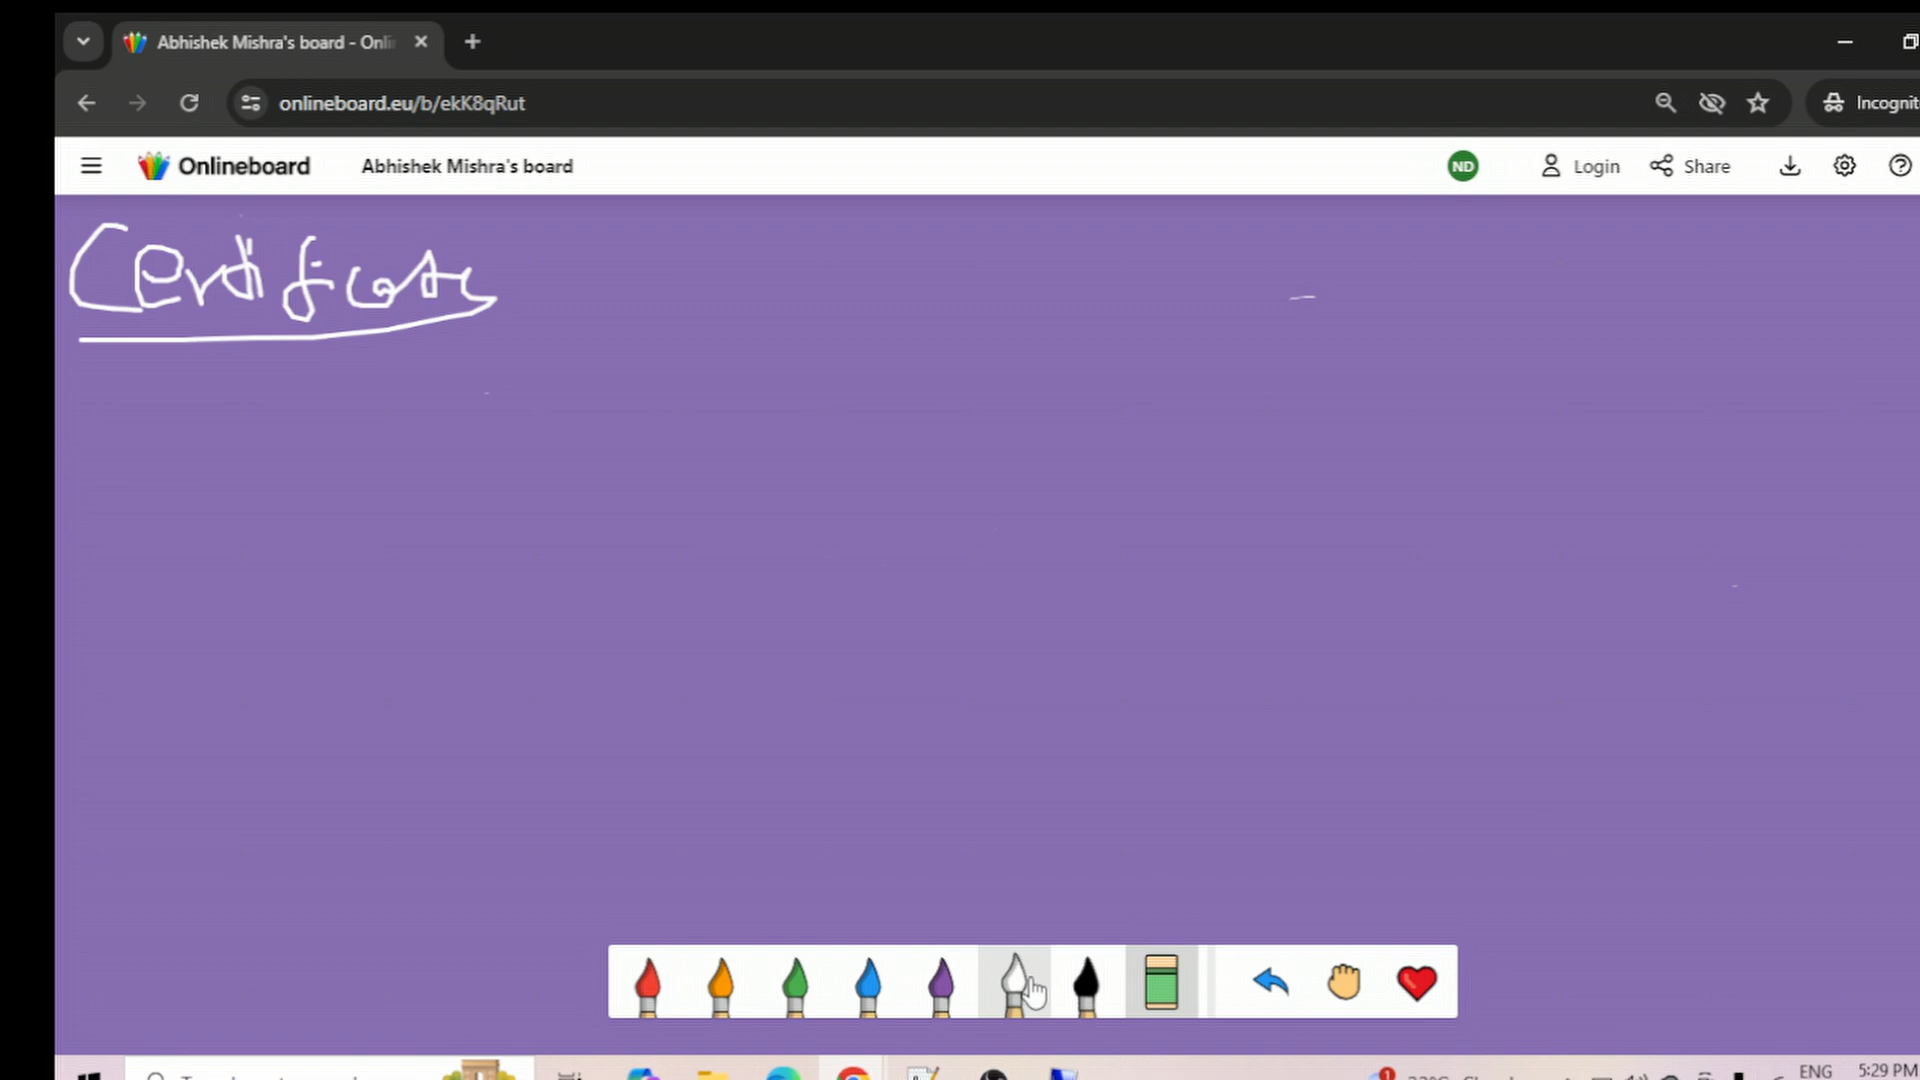 Abhishek Mishra's board - Onli
onlineboard.eu/b/ekK8qRut
Incognit
Onlineboard
Abhishek Mishra's board
ND
Login
Share
Certificate
1
ENG
5:29 PM